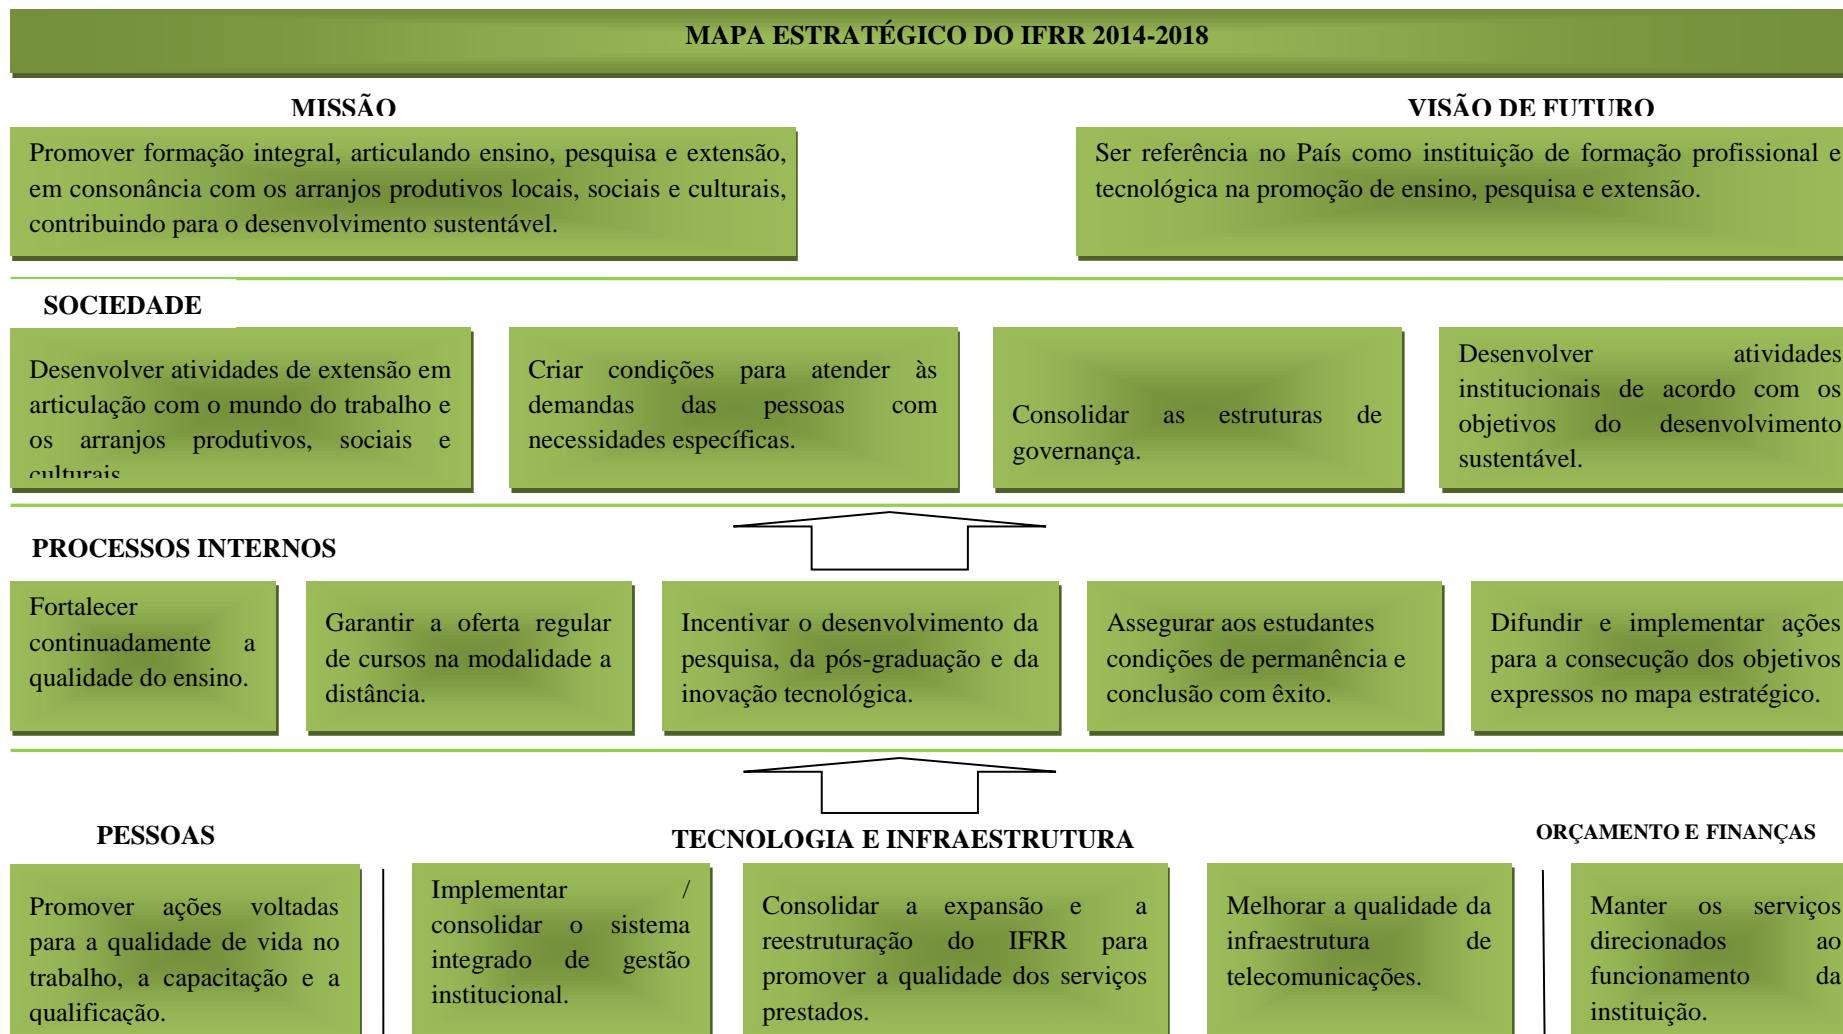 MAPA ESTRATÉGICO DO IFRR 2014-2018
MISSÃO
Promover formação integral, articulando ensino, pesquisa e extensão,
em consonância com os arranjos produtivos locais, sociais e culturais,
contribuindo para o desenvolvimento sustentável.
VISÃO DE FUTURO
Ser referência no País como instituição de formação profissional e
tecnológica na promoção de ensino, pesquisa e extensão.
SOCIEDADE
Desenvolver atividades de extensão em
articulação com o mundo do trabalho e
os arranjos produtivos, sociais e
culturais
Criar condições para atender às
demandas das pessoas com
necessidades específicas.
Consolidar as estruturas de
governança.
Desenvolver atividades
institucionais de acordo com os
objetivos do desenvolvimento
sustentável.
PROCESSOS INTERNOS
Fortalecer
continuadamente a
qualidade do ensino.
Garantir a oferta regular
de cursos na modalidade a
distância.
Incentivar o desenvolvimento da
pesquisa, da pós-graduação e da
inovação tecnológica.
Assegurar aos estudantes
condições de permanência e
conclusão com êxito.
Difundir e implementar ações
para a consecução dos objetivos
expressos no mapa estratégico.
PESSOAS
Promover ações voltadas
para a qualidade de vida no
trabalho, a capacitação e a
qualificação.
TECNOLOGIA E INFRAESTRUTURA
Implementar /
consolidar o sistema
integrado de gestão
institucional.
Consolidar a expansão e a
reestruturação do IFRR para
promover a qualidade dos serviços
prestados.
Melhorar a qualidade da
infraestrutura de
telecomunicações.
ORÇAMENTO E FINANÇAS
Manter os serviços
direcionados ao
funcionamento da
instituição.